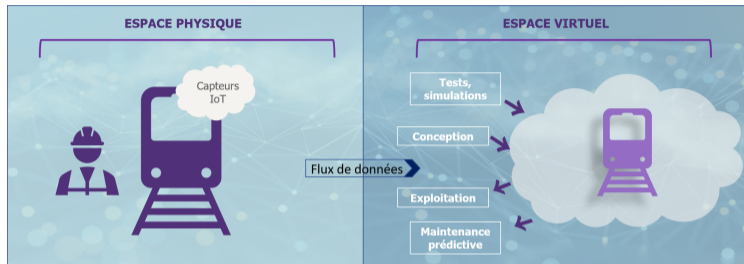 ESPACE PHYSIQUE
Capteurs
IoT
Flux de données
ESPACE VIRTUEL
Tests,
simulations
Conception
Exploitation
Maintenance
prédictive